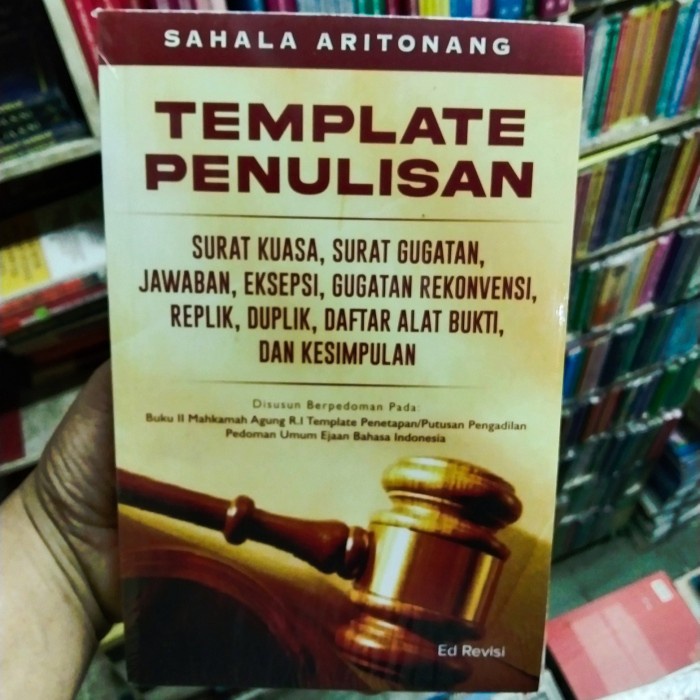 SAHALA ARITONANG
TEMPLATE
PENULISAN
SURAT KUASA, SURAT GUGATAN,
JAWABAN, EKSEPSI, GUGATAN REKONVENSI,
REPLIK, DUPLIK, DAFTAR ALAT BUKTI,
DAN KESIMPULAN
Disusun Berpedoman Pada:
Buku II Mahkamah Agung R.I Template Penetapan/Putusan Pengadilan
Pedoman Umum Ejaan Bahasa Indonesia
Ed Revisi